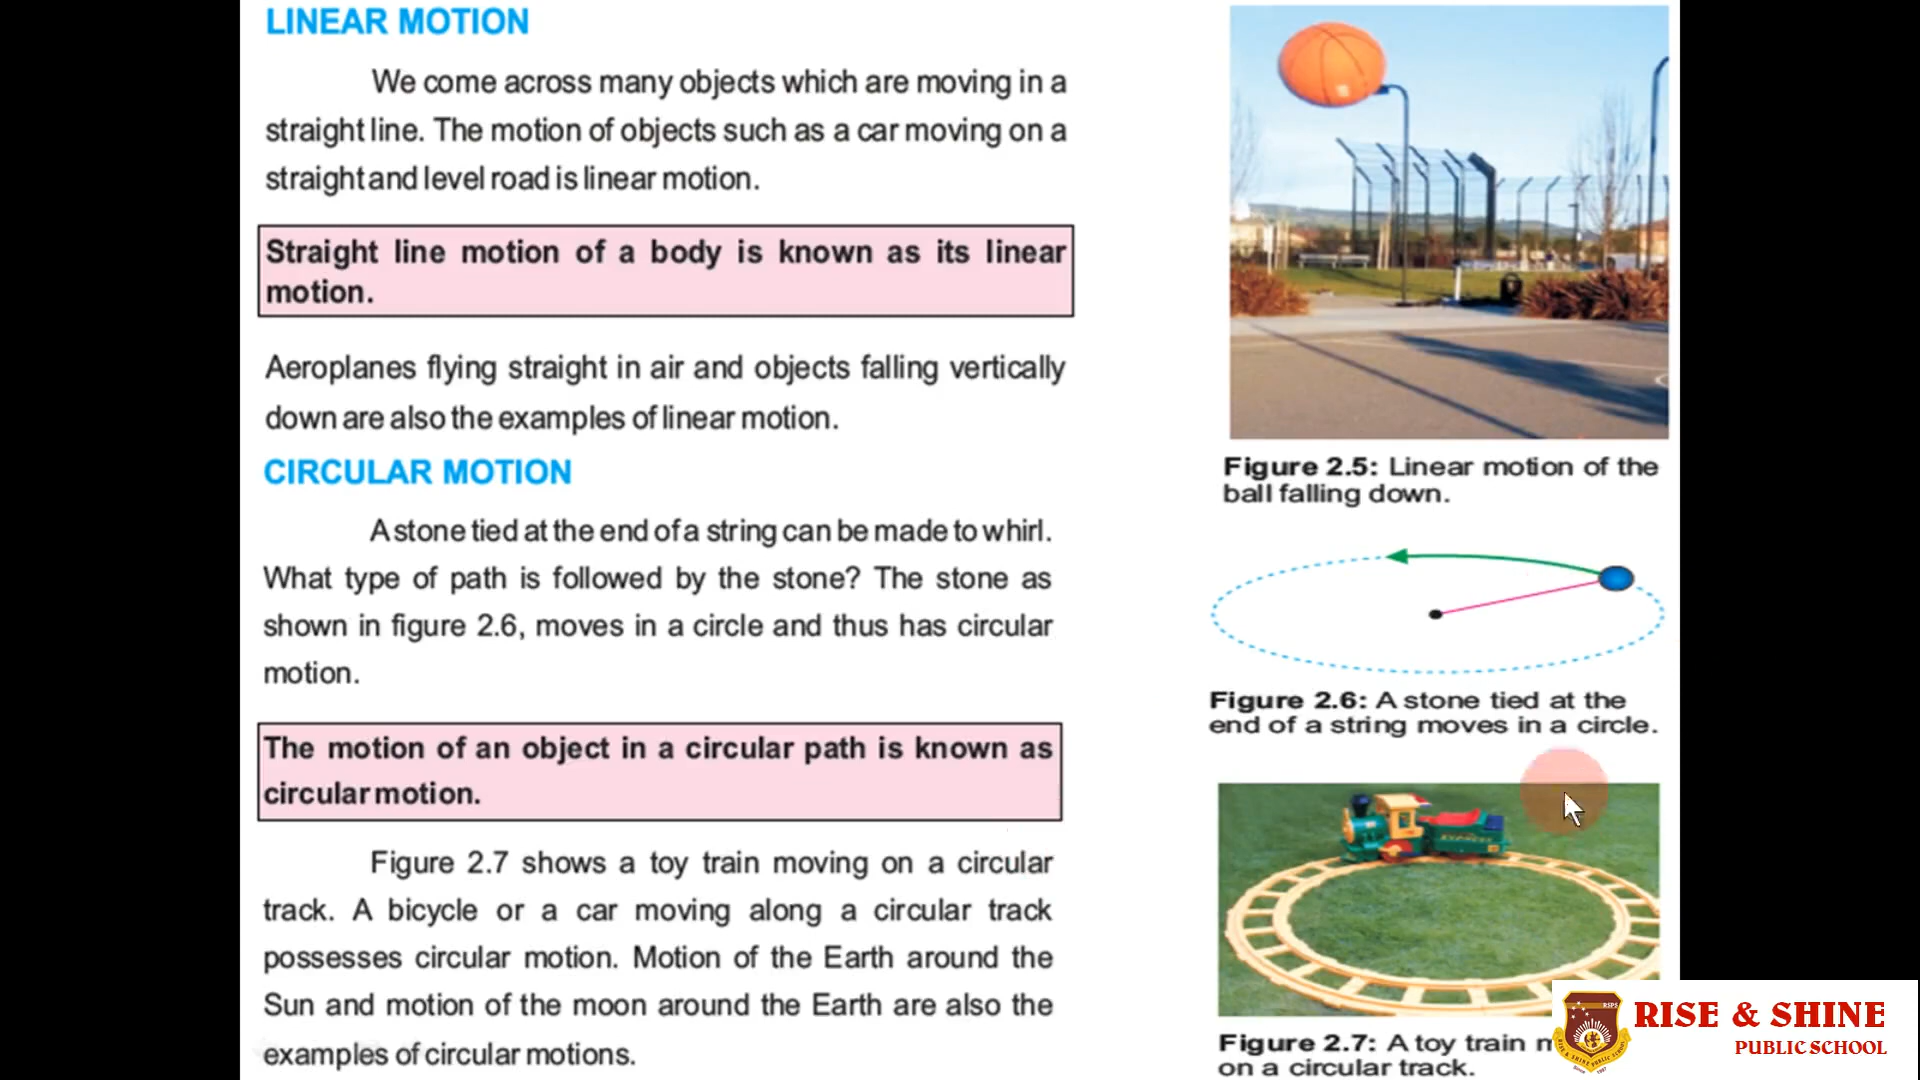 LINEAR MOTION
We come across many objects which are moving in a
straight line. The motion of objects such as a car moving on a
straight and level road is linear motion.
Straight line motion of a body is known as its linear
motion.
Aeroplanes flying straight in air and objects falling vertically
down are also the examples of linear motion.
CIRCULAR MOTION
A stone tied at the end of a string can be made to whirl.
What type of path is followed by the stone? The stone as
shown in figure 2.6, moves in a circle and thus has circular
motion.
The motion of an object in a circular path is known as
circular motion.
Figure 2.7 shows a toy train moving on a circular
track. A bicycle or a car moving along a circular track
possesses circular motion. Motion of the Earth around the
Sun and motion of the moon around the Earth are also the
examples of circular motions.
Figure 2.5: Linear motion of the
ball falling down.
Figure 2.6: A stone tied at the
end of a string moves in a circle.
EXPRESS
Figure 2.7: A toy train
on a circular track.
RSPS
RISE & SHINE
PUBLIC SCHOOL